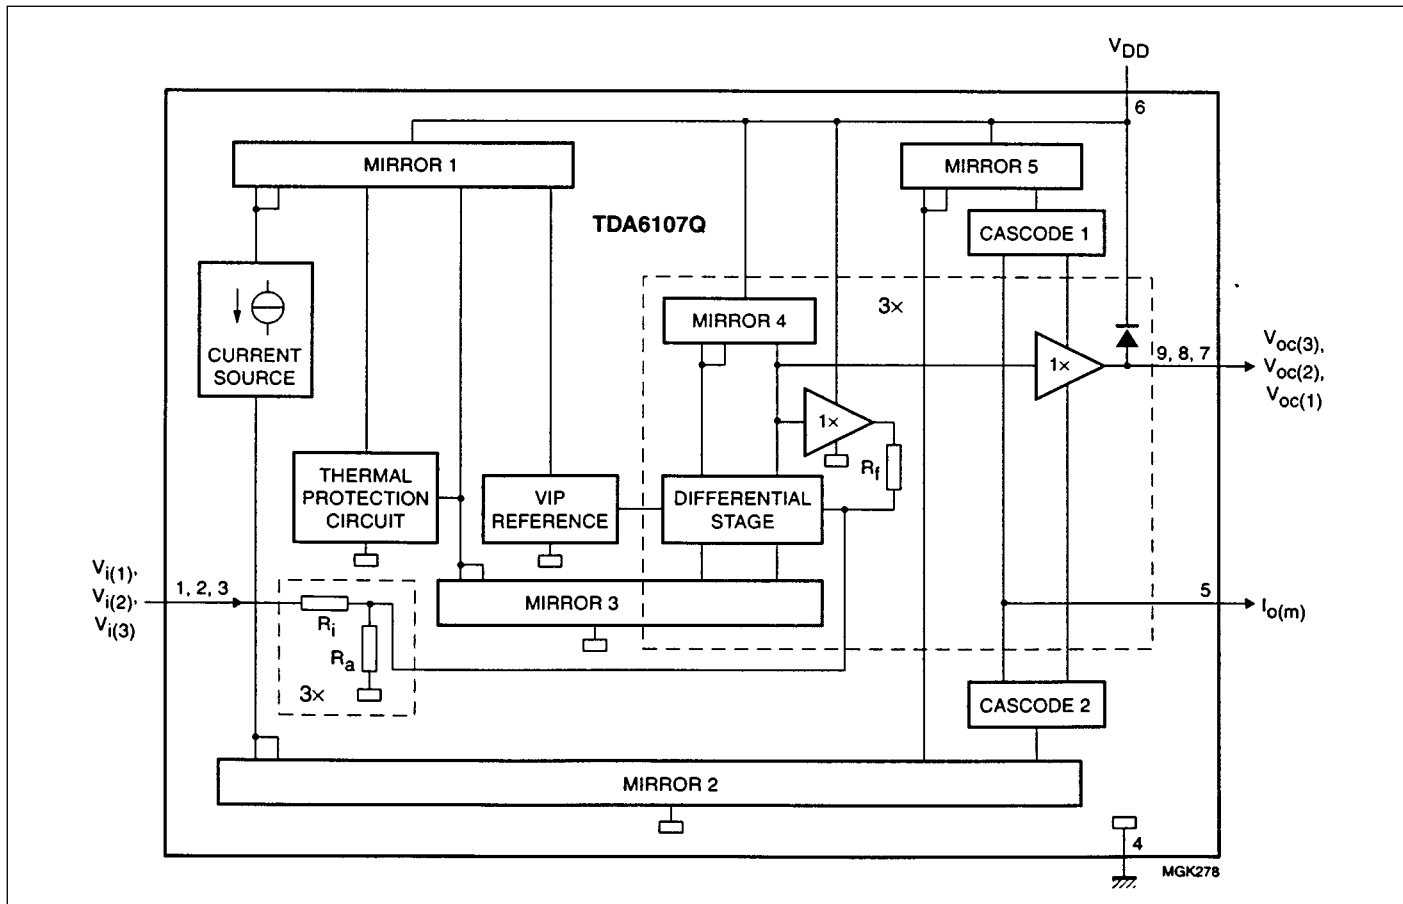 VDD
6
MIRROR 1
MIRROR 5
TDA6107Q
CASCODE 1
3×
MIRROR 4
CURRENT
SOURCE
1×
9, 8, 7
Voc(3),
Voc(2),
Voc(1)
1×
Rf
THERMAL
PROTECTION
CIRCUIT
VIP
REFERENCE
DIFFERENTIAL
STAGE
Vi(1),
Vi(2),
Vi(3)
1, 2, 3
Ri
Ra
3×
MIRROR 3
5
Io(m)
CASCODE 2
MIRROR 2
4
MGK278